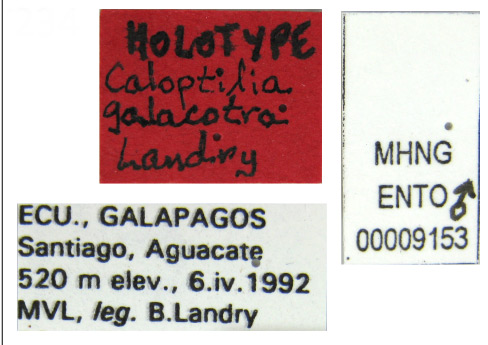 HOLOTYPE
Caloptilia
galacotra
Landry
MHNG
ENTO ♂
00009153
ECU., GALAPAGOS
Santiago, Aguacate
520 m elev., 6.iv.1992
MVL, leg. B.Landry